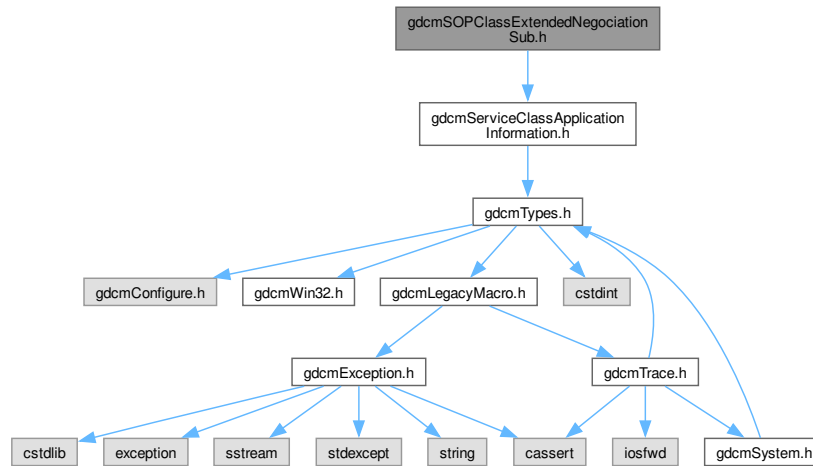 gdcmSOPClassExtendedNegociation
Sub.h
gdcmServiceClassApplication
Information.h
gdcmTypes.h
gdcmConfigure.h
gdcmWin32.h
gdcmLegacyMacro.h
cstdint
gdcmException.h
gdcmTrace.h
cstdlib
exception
sstream
stdexcept
string
cassert
iosfwd
gdcmSystem.h